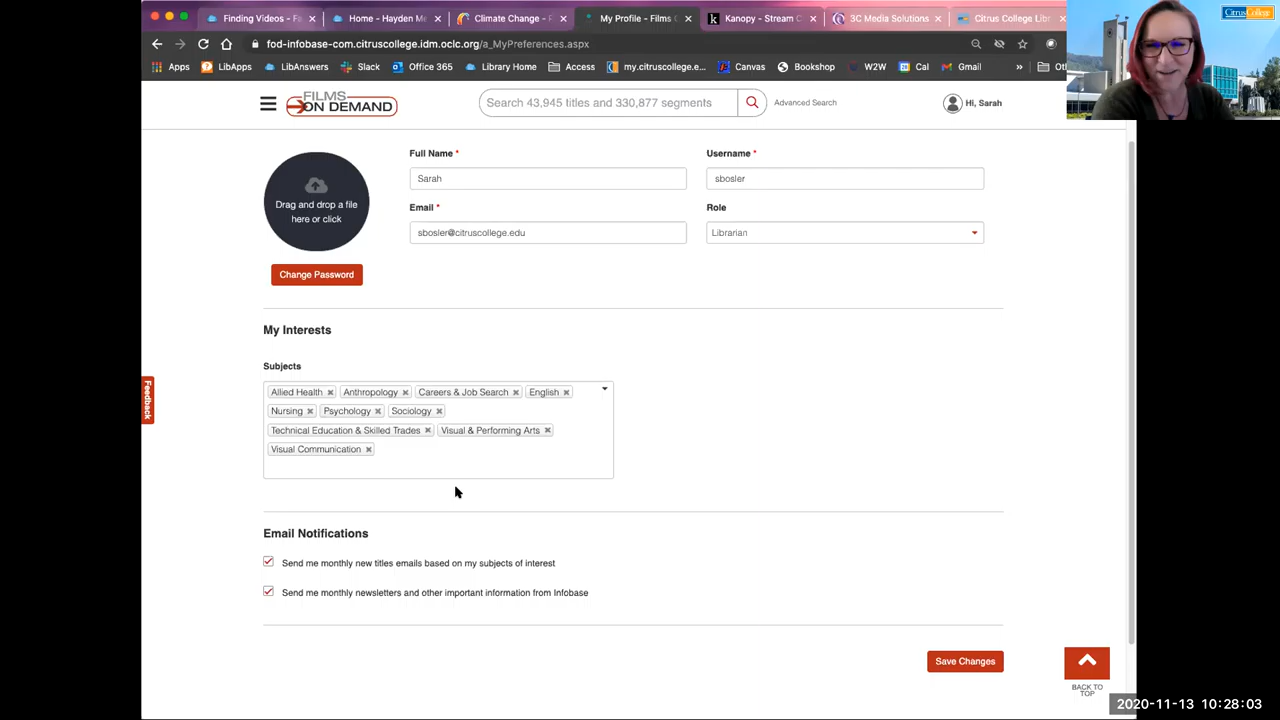 Finding Videos - Fo
Home - Hayden Me
Climate Change -
My Profile - Films C
Kanopy - Stream C
3C Media Solutions
Citrus College Libr
CitrusCollege
fod-infobase-com.citruscollege.idm.oclc.org/a_MyPreferences.aspx
Apps
LibApps
LibAnswers
Slack
Office 365
Library Home
Access
my.citruscollege.e...
Canvas
Bookshop
W2W
Cal
Gmail
»
Ot
FILMS
ON DEMAND
Search 43,945 titles and 330,877 segments
Advanced Search
Hi, Sarah
Drag and drop a file
here or click
Change Password
Full Name *
Sarah
Username *
sbosler
Email *
sbosler@citruscollege.edu
Role
Librarian
My Interests
Subjects
Allied Health × Anthropology × Careers & Job Search × English ×
Nursing × Psychology × Sociology ×
Technical Education & Skilled Trades × Visual & Performing Arts ×
Visual Communication ×
Feedback
Email Notifications
Send me monthly new titles emails based on my subjects of interest
Send me monthly newsletters and other important information from Infobase
Save Changes
BACK TO
TOP
2020-11-13 10:28:03